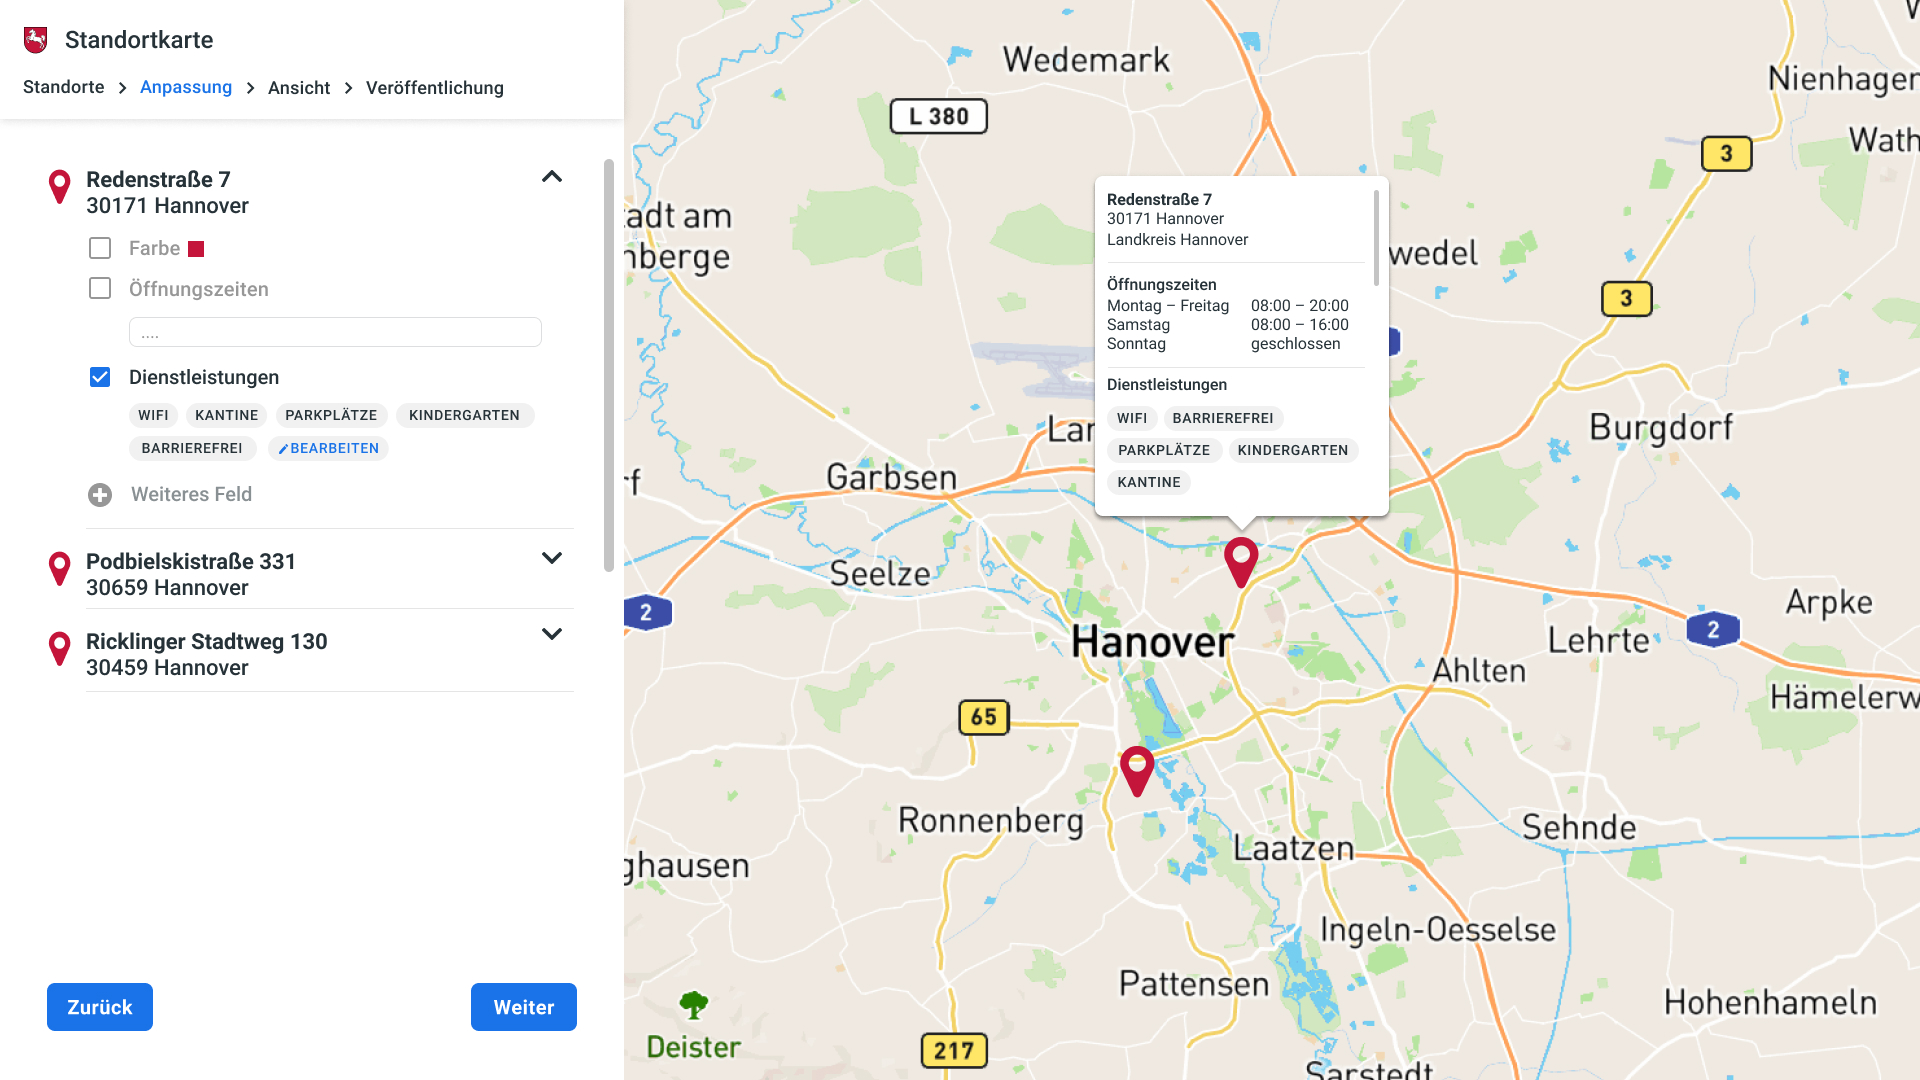 Standortkarte
Standorte > Anpassung > Ansicht > Veröffentlichung
Redenstraße 7
30171 Hannover
Farbe
Öffnungszeiten
....
Dienstleistungen
WIFI KANTINE PARKPLÄTZE KINDERGARTEN
BARRIEREFREI BEARBEITEN
Weiteres Feld
Podbielskistraße 331
30659 Hannover
Ricklinger Stadtweg 130
30459 Hannover
Zurück Weiter
Redenstraße 7
30171 Hannover
Landkreis Hannover
Öffnungszeiten
Montag – Freitag 08:00 – 20:00
Samstag 08:00 – 16:00
Sonntag geschlossen
Dienstleistungen
WIFI BARRIEREFREI
PARKPLÄTZE KINDERGARTEN
KANTINE
Wedemark
Nienhagen
L 380
Wath
3
adt am
nberge
wedel
3
Lar
Burgdorf
Garbsen
rf
Seelze
2
Arpke
Hanover
Lehrte
2
Ahlten
Hämelerw
65
Ronnenberg
Sehnde
Laatzen
ghausen
Ingeln-Oesselse
Pattensen
Hohenhameln
Deister
217
Sarstedt